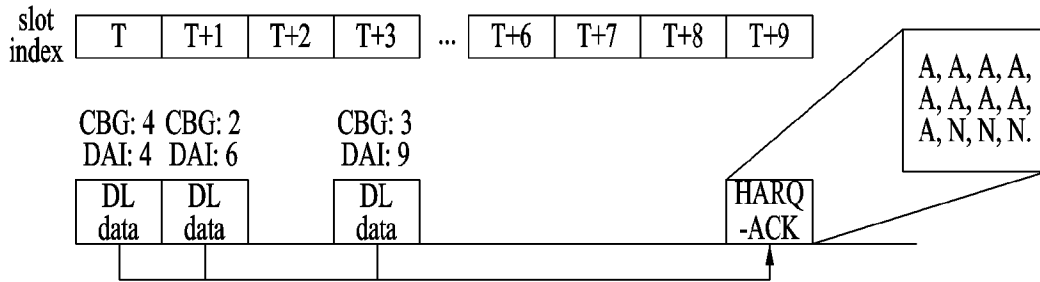 slot index T T+1 T+2 T+3 ... T+6 T+7 T+8 T+9
CBG: 4 CBG: 2 CBG: 3
DAI: 4 DAI: 6 DAI: 9
DL data DL data DL data HARQ -ACK
A, A, A, A,
A, A, A, A,
A, N, N, N.